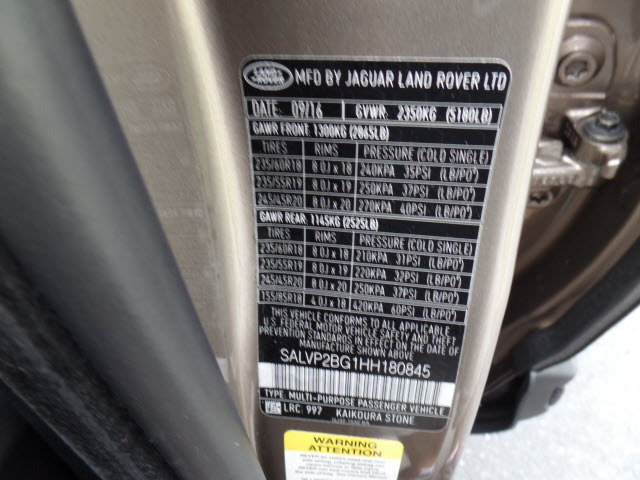 LAND ROVER MFD BY JAGUAR LAND ROVER LTD
DATE: 09/16 GVWR 2350KG (5180LB)
GAWR FRONT: 1300KG (2865LB)
TIRES RIMS PRESSURE (COLD SINGLE)
235/60R18 8.0J x 18 240KPA 35PSI (LB/PO²)
235/55R19 8.0J x 19 250KPA 37PSI (LB/PO²)
245/45R20 8.0J x 20 270KPA 40PSI (LB/PO²)
GAWR REAR: 1145KG (2525LB)
TIRES RIMS PRESSURE (COLD SINGLE)
235/60R18 8.0J x 18 210KPA 31PSI (LB/PO²)
235/55R19 8.0J x 19 220KPA 32PSI (LB/PO²)
245/45R20 8.0J x 20 250KPA 37PSI (LB/PO²)
155/85R18 4.0J x 18 420KPA 60PSI (LB/PO²)
THIS VEHICLE CONFORMS TO ALL APPLICABLE
U.S. FEDERAL MOTOR VEHICLE SAFETY AND
THEFT PREVENTION STANDARDS IN EFFECT ON THE DATE OF
MANUFACTURE SHOWN ABOVE
SALVP2BG1HH180845
TYPE: MULTI-PURPOSE PASSENGER VEHICLE
LRC: 997 KAIKOURA STONE
WARNING
ATTENTION